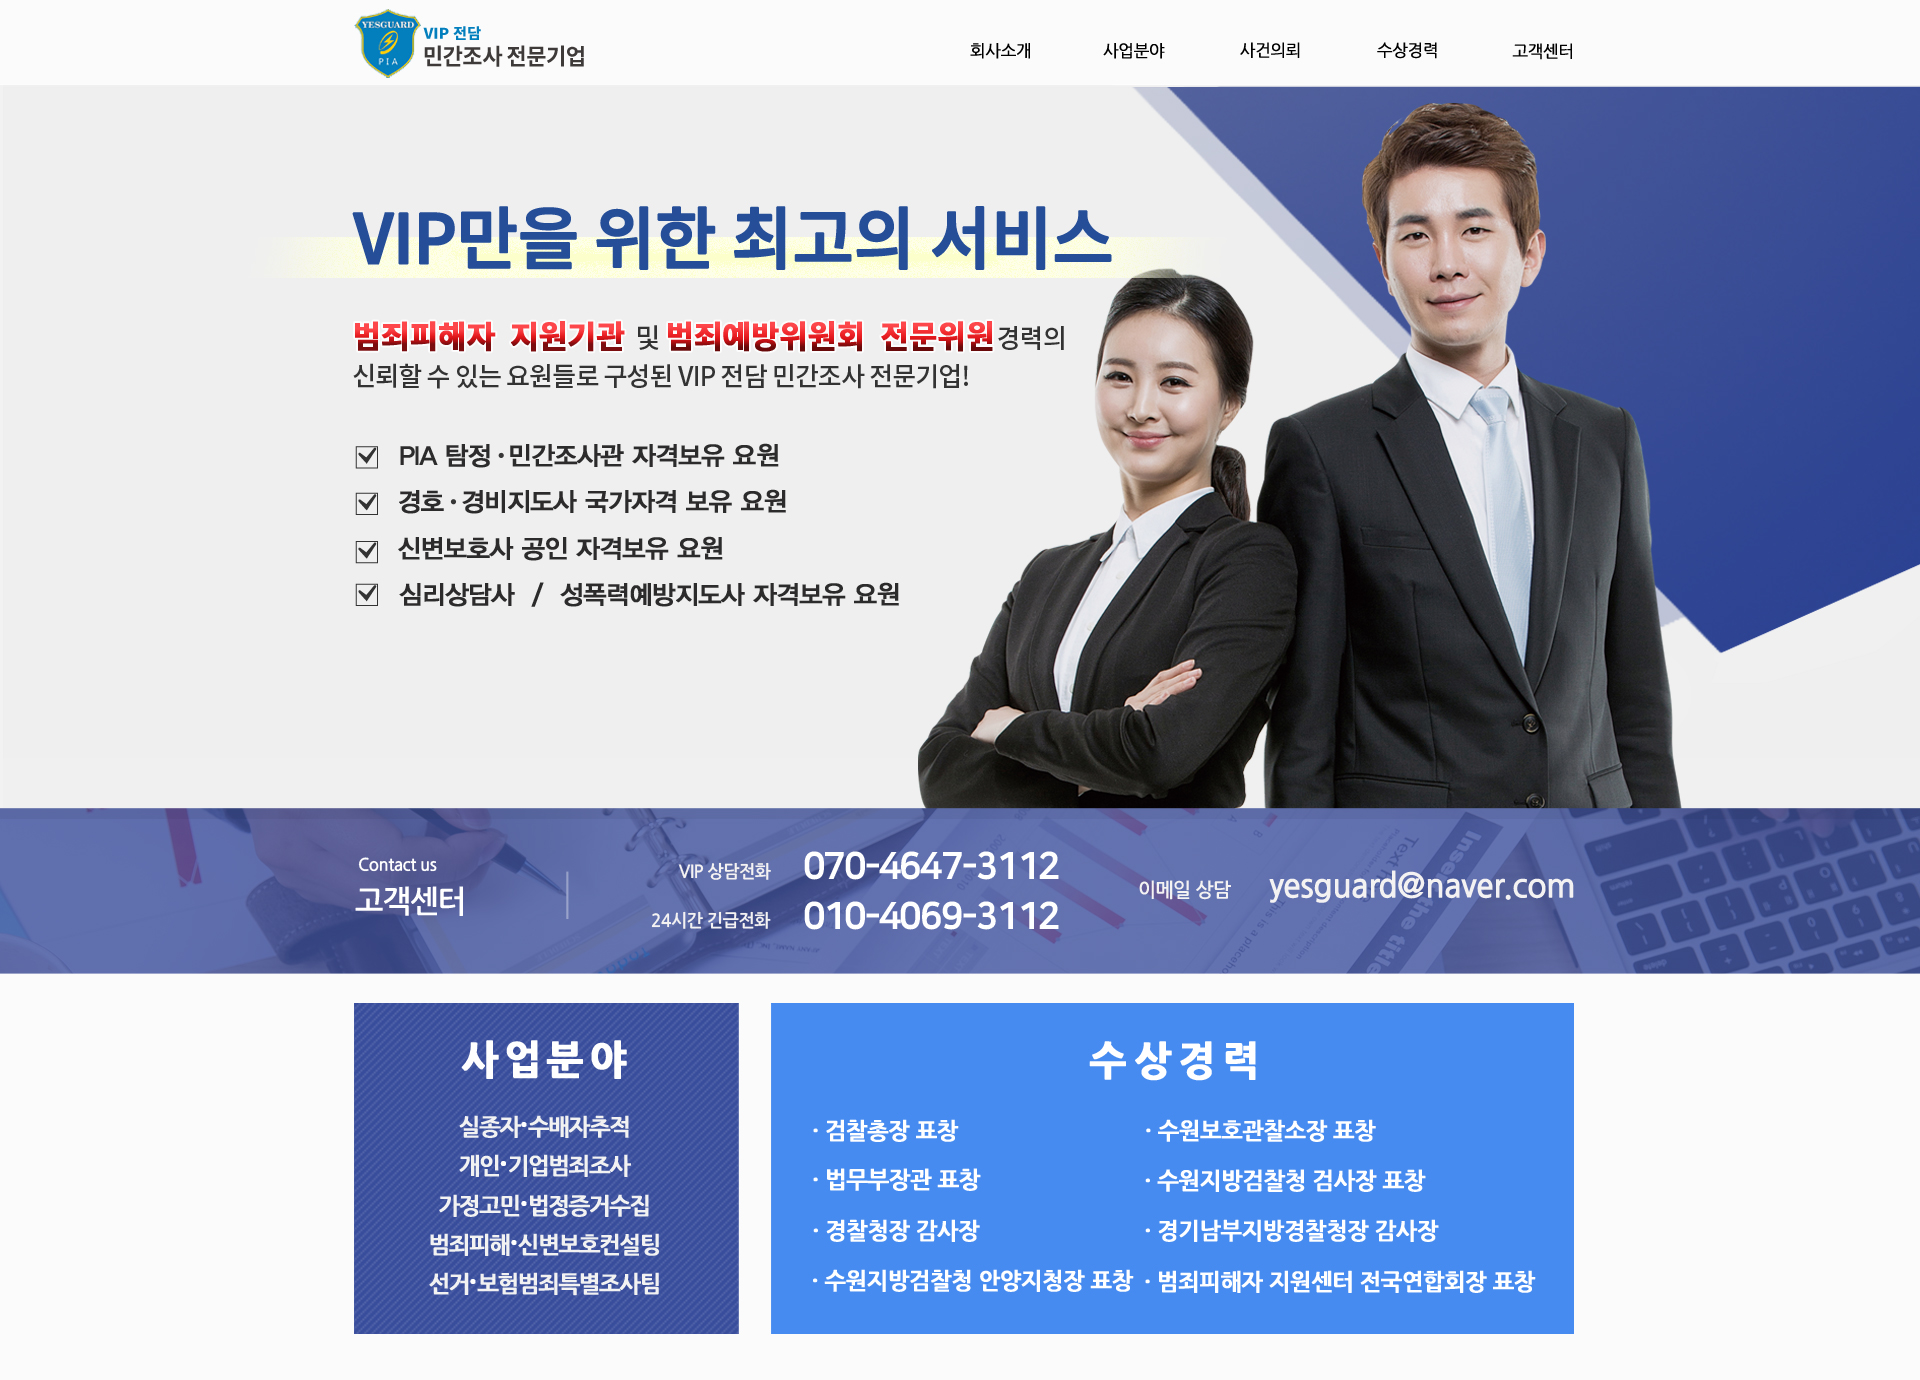 YESGUARD
PIA
VIP 전담
민간조사 전문기업
회사소개 사업분야 사건의뢰 수상경력 고객센터
VIP만을 위한 최고의 서비스
범죄피해자 지원기관 및 범죄예방위원회 전문위원경력의
신뢰할 수 있는 요원들로 구성된 VIP 전담 민간조사 전문기업!
PIA 탐정·민간조사관 자격보유 요원
경호·경비지도사 국가자격 보유 요원
신변보호사 공인 자격보유 요원
심리상담사 / 성폭력예방지도사 자격보유 요원
Contact us
고객센터
VIP 상담전화 070-4647-3112
24시간 긴급전화 010-4069-3112
이메일 상담 yesguard@naver.com
사업분야
실종자•수배자추적
개인•기업범죄조사
가정고민•법정증거수집
범죄피해•신변보호컨설팅
선거•보험범죄특별조사팀
수상경력
· 검찰총장 표창
· 법무부장관 표창
· 경찰청장 감사장
· 수원지방검찰청 안양지청장 표창
· 수원보호관찰소장 표창
· 수원지방검찰청 검사장 표창
· 경기남부지방경찰청장 감사장
· 범죄피해자 지원센터 전국연합회장 표창